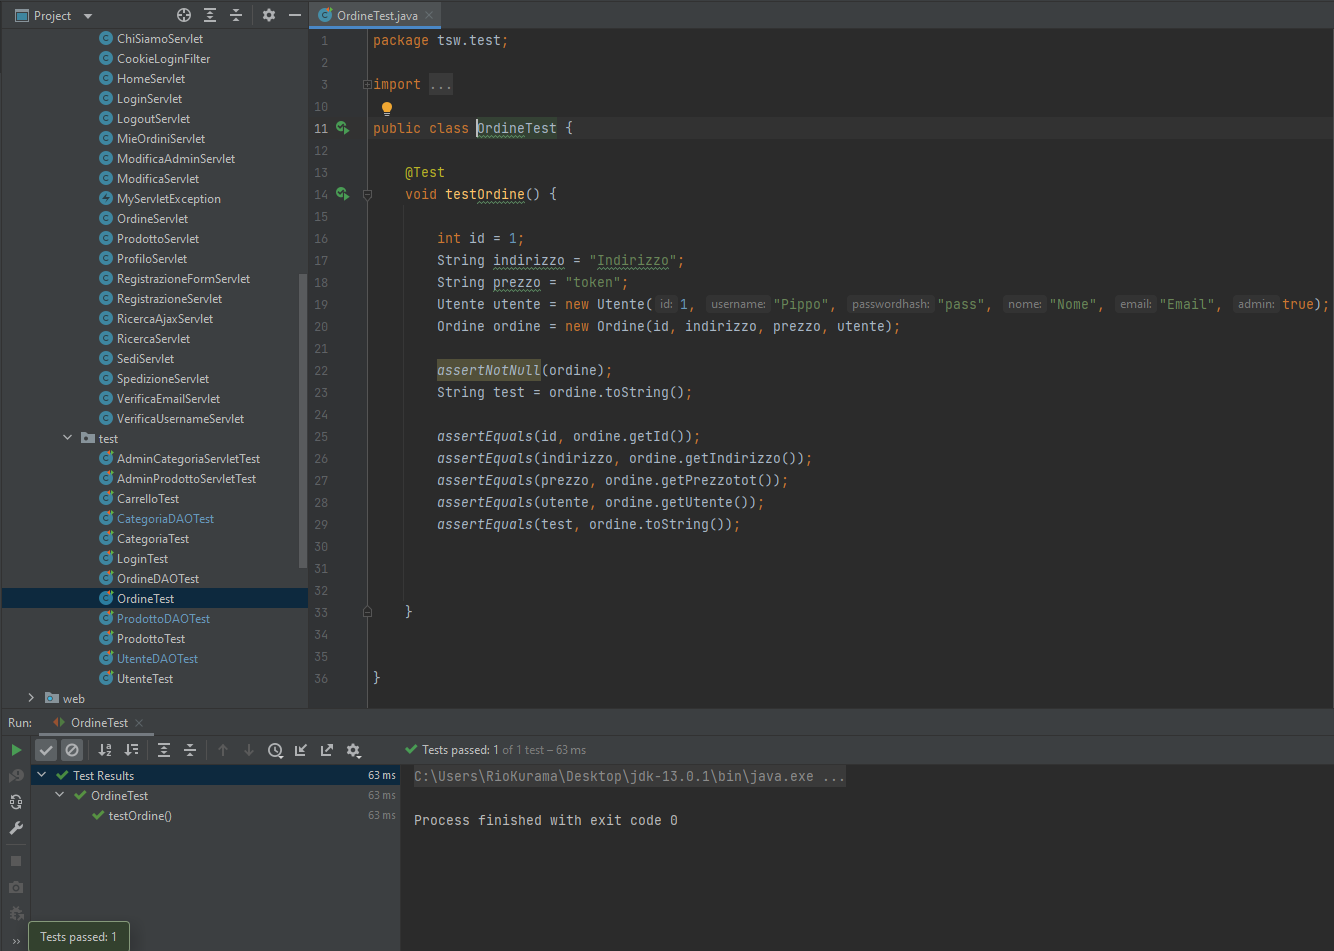 Project
OrdineTest.java
ChiSiamoServlet
CookieLoginFilter
HomeServlet
LoginServlet
LogoutServlet
MieOrdiniServlet
ModificaAdminServlet
ModificaServlet
MyServletException
OrdineServlet
ProdottoServlet
ProfiloServlet
RegistrazioneFormServlet
RegistrazioneServlet
RicercaAjaxServlet
RicercaServlet
SediServlet
SpedizioneServlet
VerificaEmailServlet
VerificaUsernameServlet
test
AdminCategoriaServletTest
AdminProdottoServletTest
CarrelloTest
CategoriaDAOTest
CategoriaTest
LoginTest
OrdineDAOTest
OrdineTest
ProdottoDAOTest
ProdottoTest
UtenteDAOTest
UtenteTest
web
1 package tsw.test;
2
3 import ...
10
11 public class OrdineTest {
12
13 @Test
14 void testOrdine() {
15
16 int id = 1;
17 String indirizzo = "Indirizzo";
18 String prezzo = "token";
19 Utente utente = new Utente( id: 1, username: "Pippo", passwordhash: "pass", nome: "Nome", email: "Email", admin: true);
20 Ordine ordine = new Ordine(id, indirizzo, prezzo, utente);
21
22 assertNotNull(ordine);
23 String test = ordine.toString();
24
25 assertEquals(id, ordine.getId());
26 assertEquals(indirizzo, ordine.getIndirizzo());
27 assertEquals(prezzo, ordine.getPrezzotot());
28 assertEquals(utente, ordine.getUtente());
29 assertEquals(test, ordine.toString());
30
31
32
33 }
34
35
36 }
Run: OrdineTest
Tests passed: 1 of 1 test – 63 ms
Test Results 63 ms
OrdineTest 63 ms
testOrdine() 63 ms
C:\Users\RioKurama\Desktop\jdk-13.0.1\bin\java.exe ...
Process finished with exit code 0
Tests passed: 1